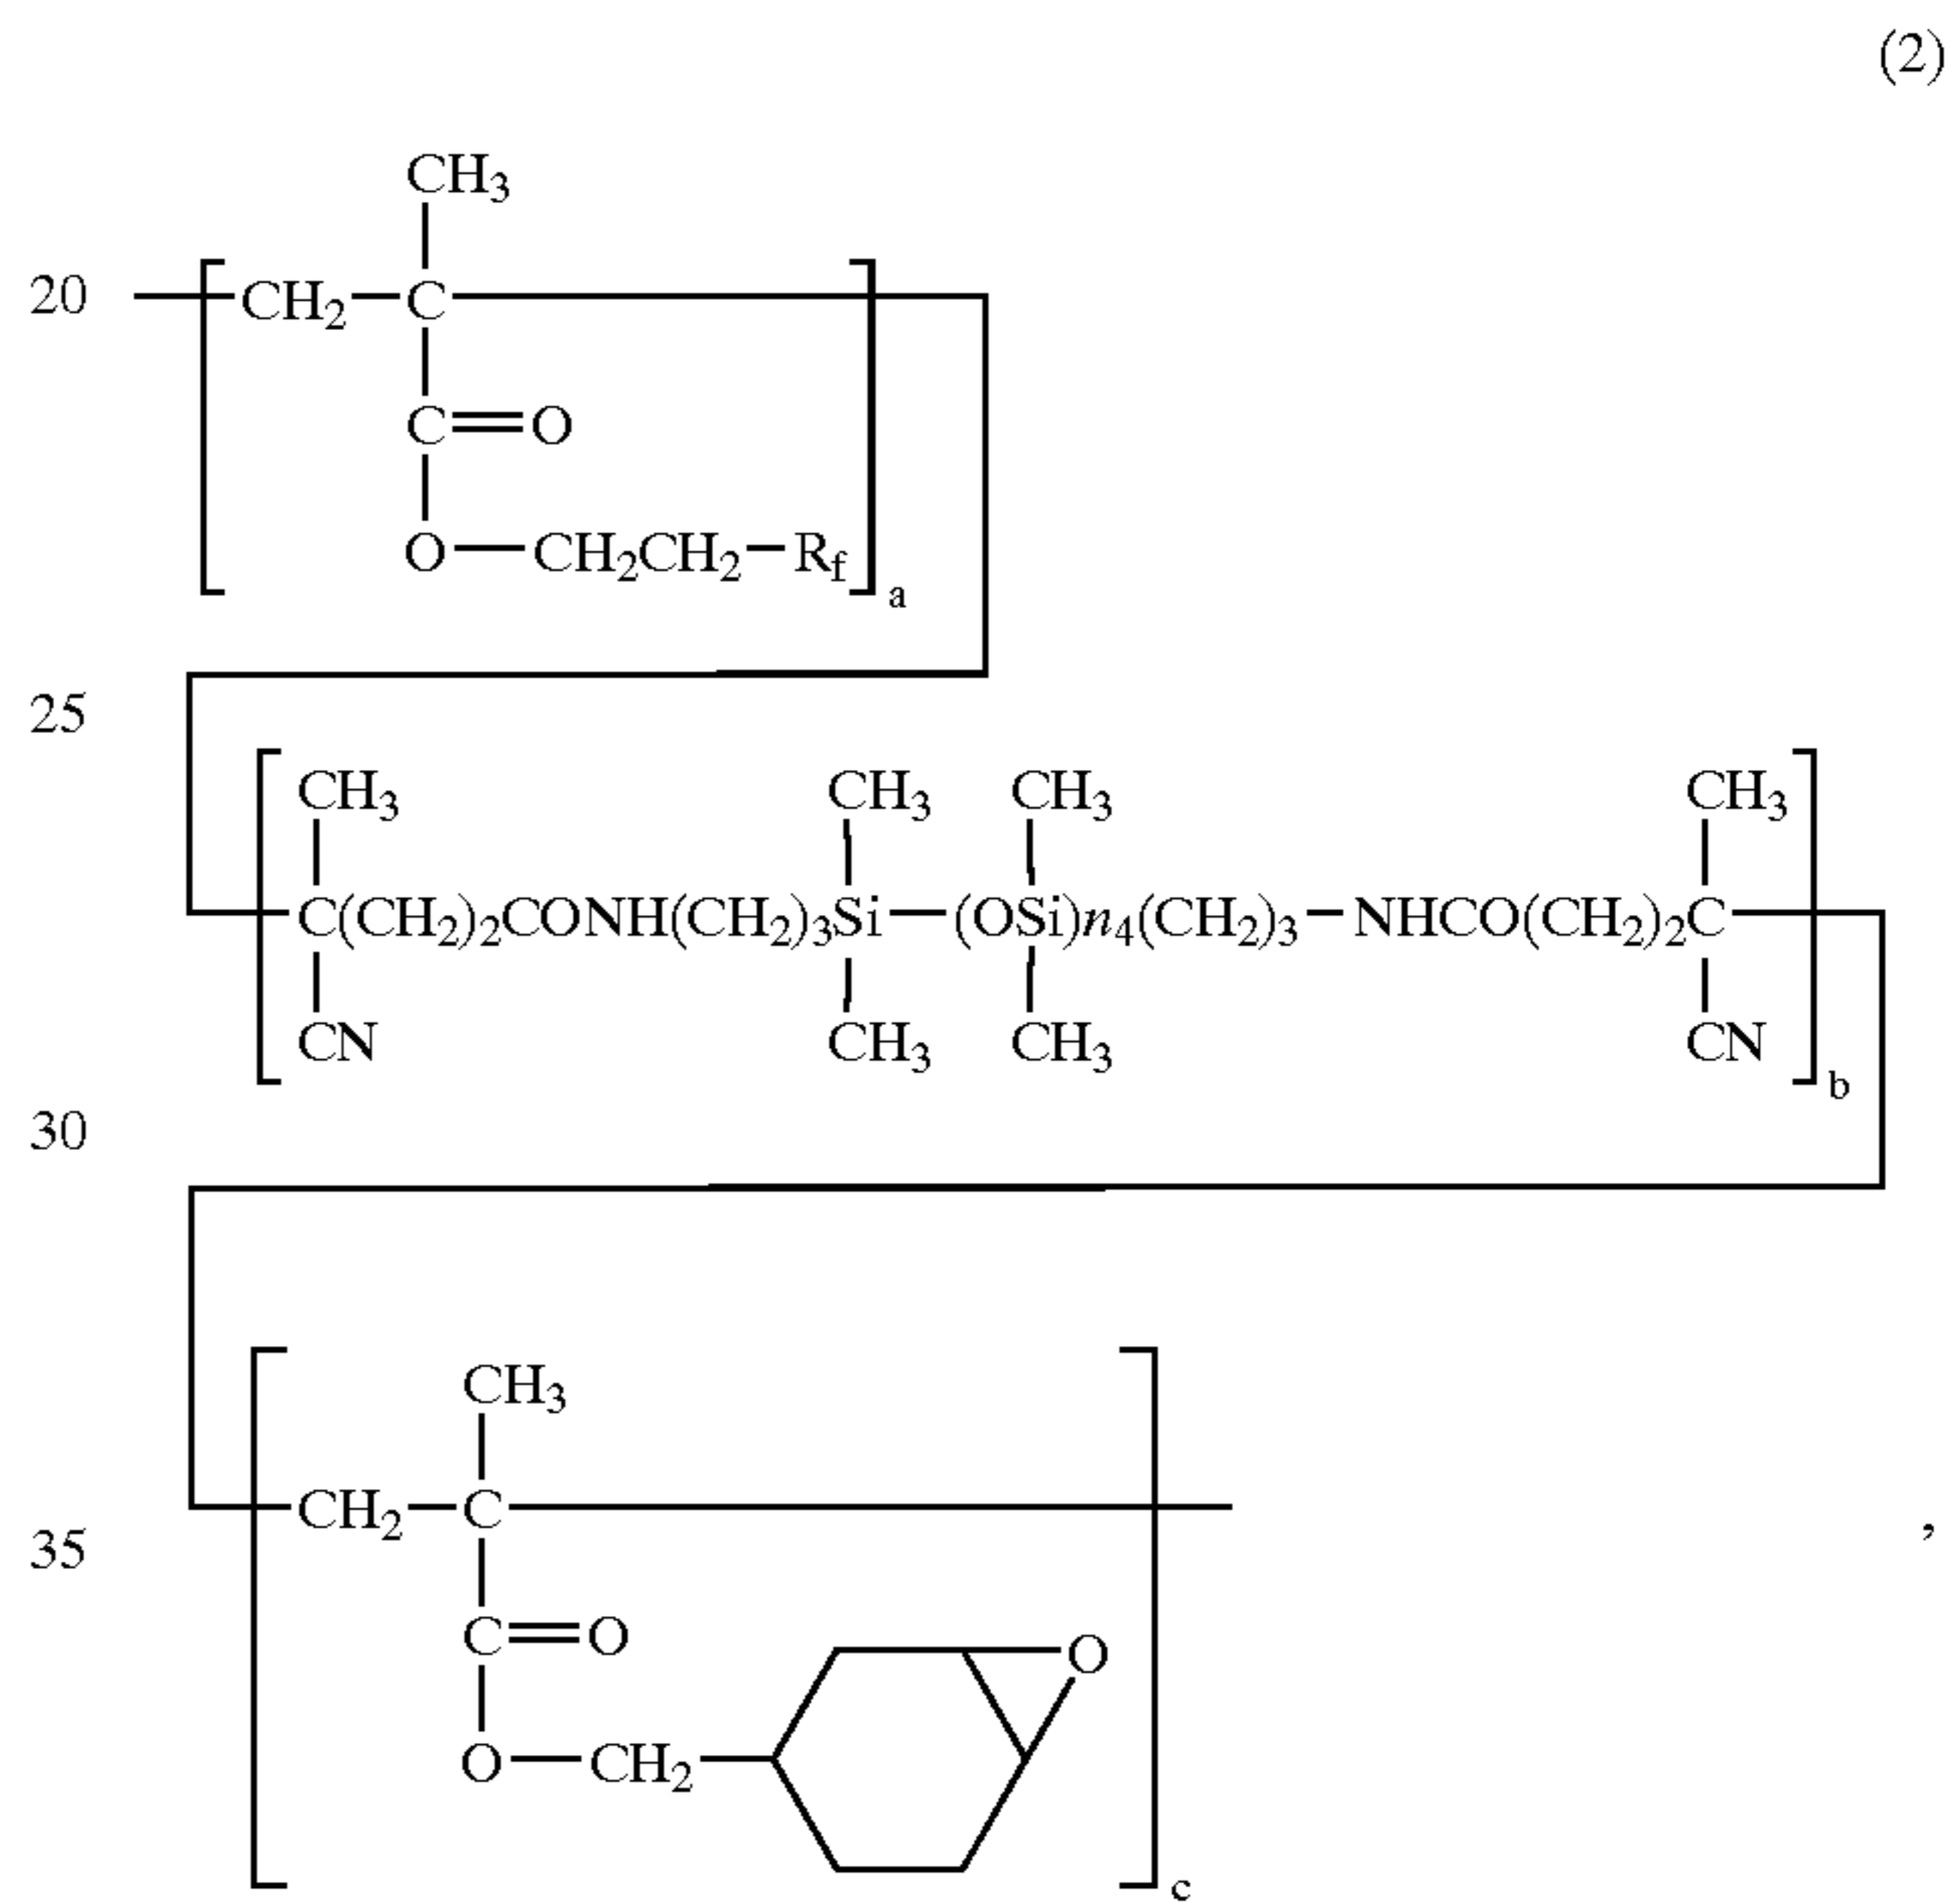 (2)
CH₃
20 CH₂ C
C O
O CH₂CH₂ R_f
a
25
CH₃ CH₃ CH₃ CH₃
C(CH₂)₂CONH(CH₂)₃Si (OSi)n₄(CH₂)₃ NHCO(CH₂)₂C
CN CH₃ CH₃ CN
b
30
CH₃
CH₂ C
35 ,
C O O
O CH₂
c